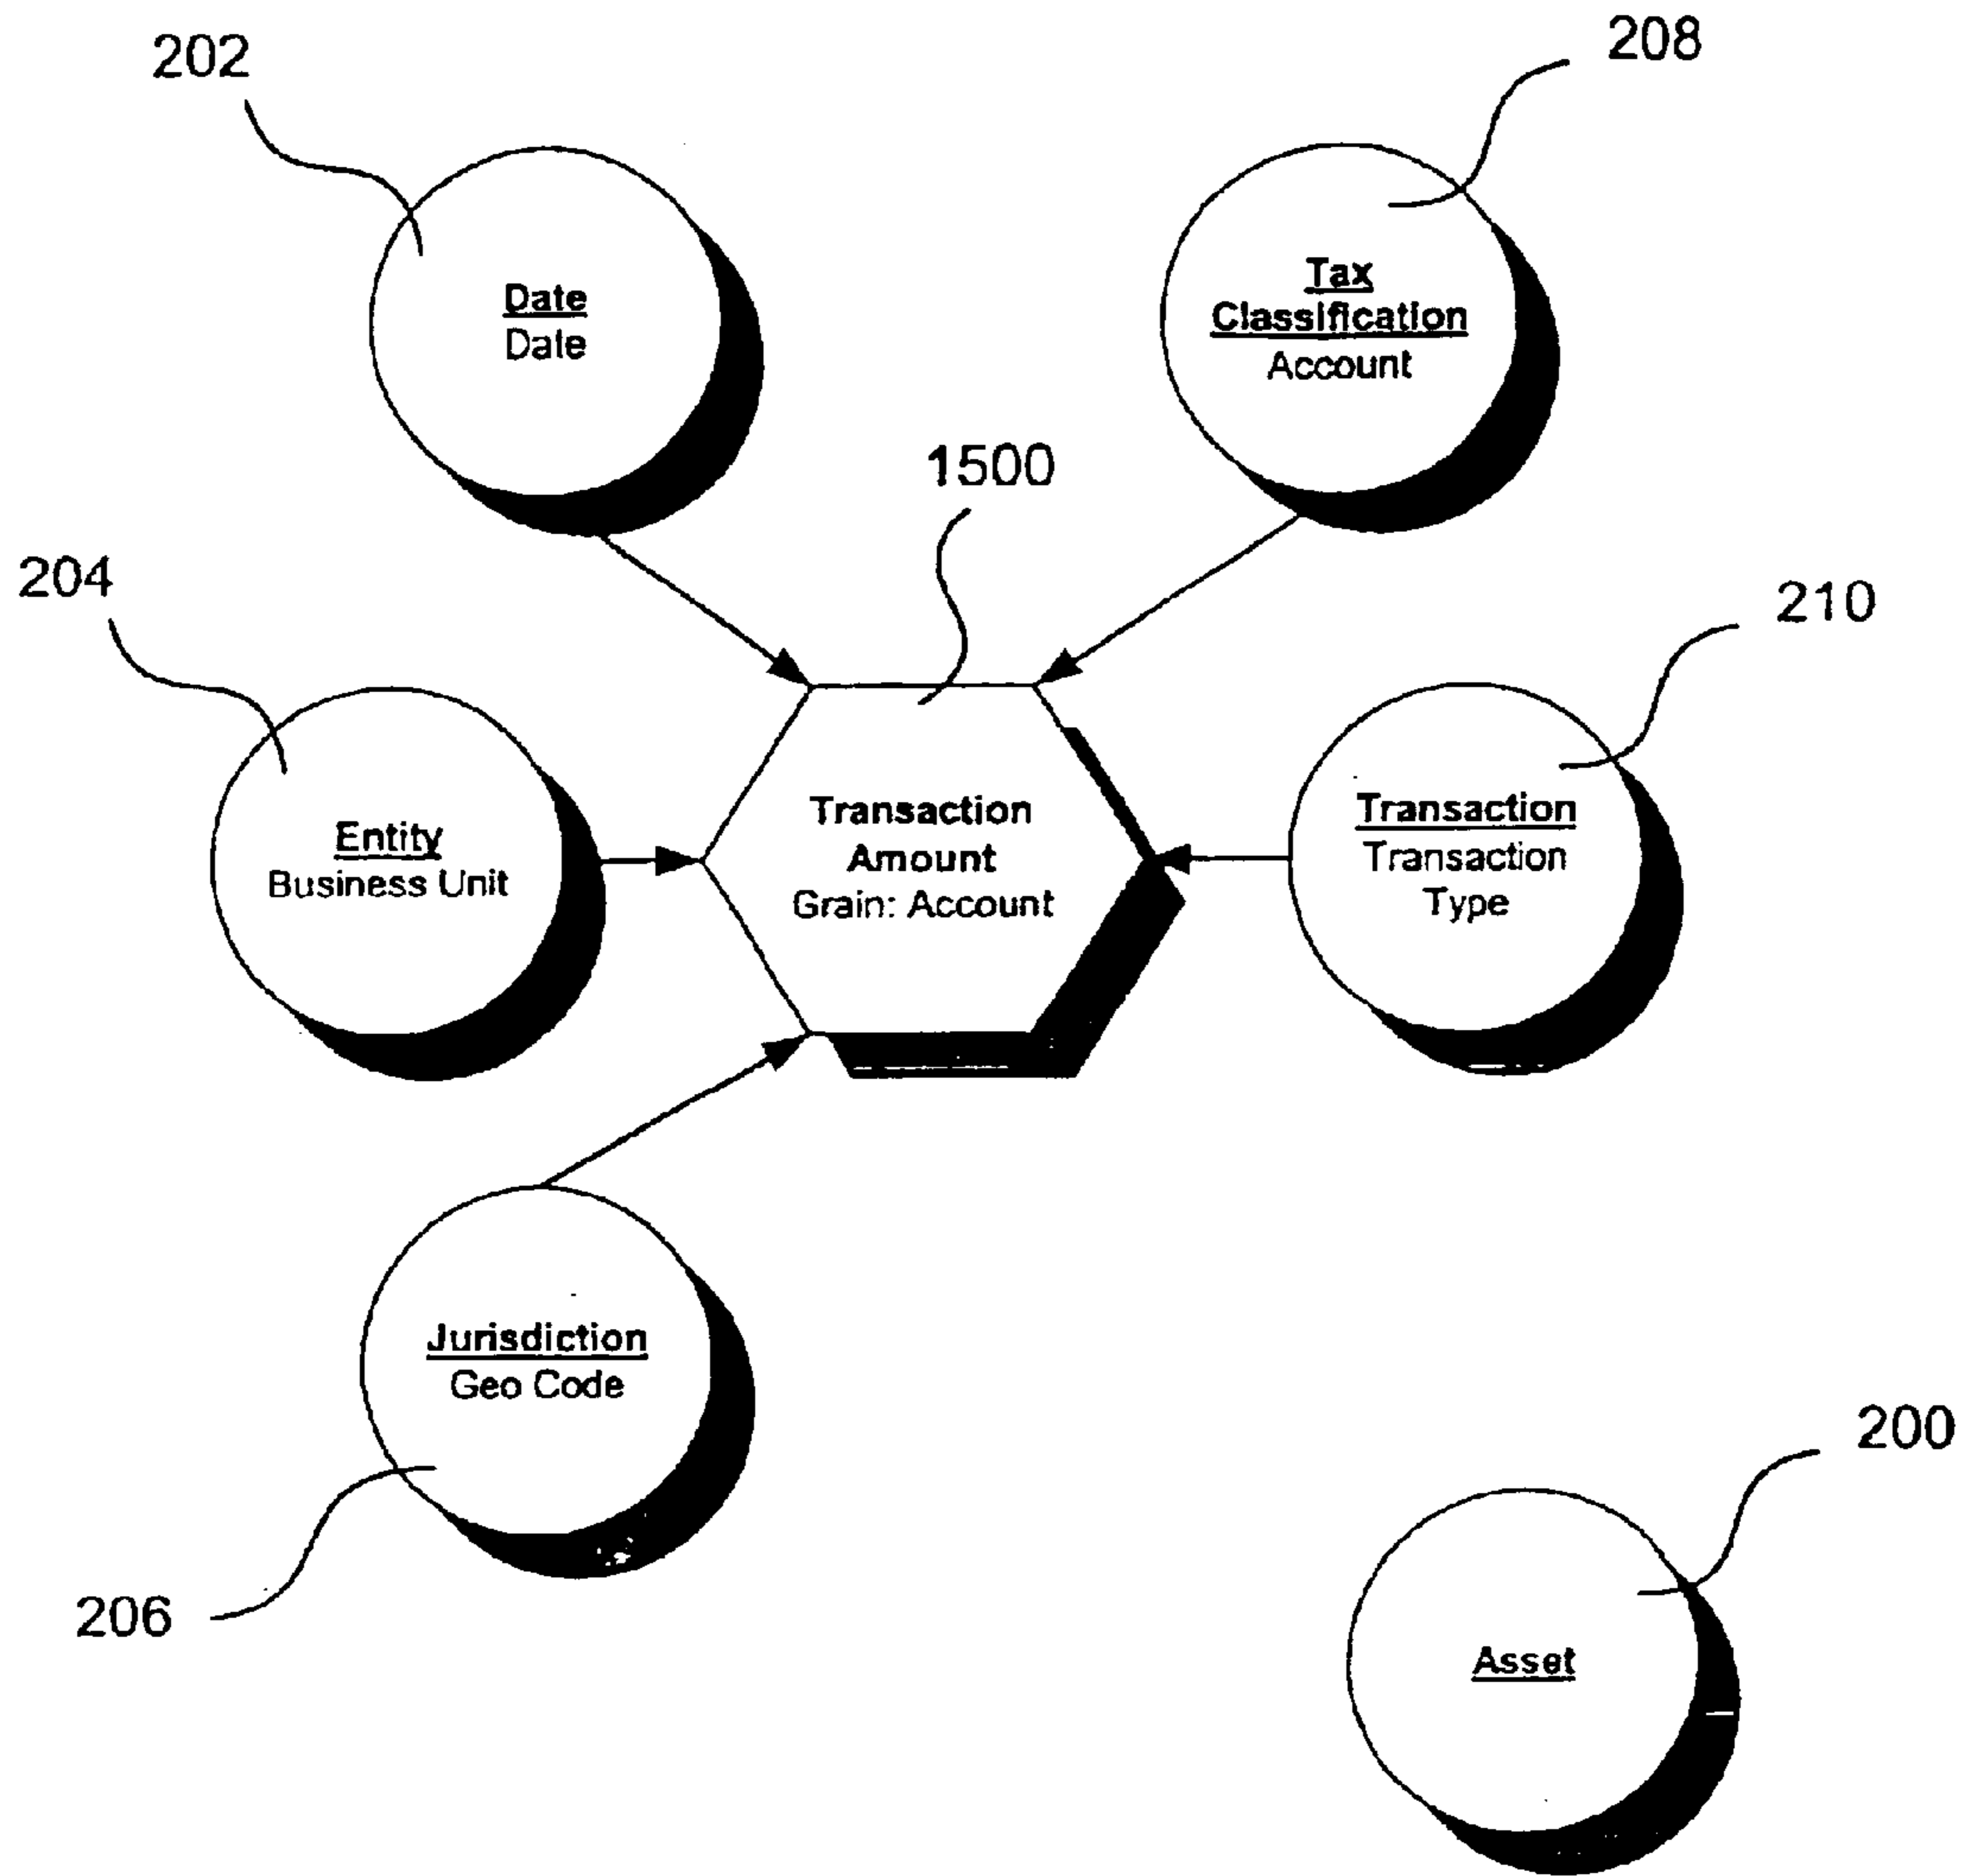 202
208
Date
Date
Tax
Classification
Account
1500
204
210
Entity
Business Unit
Transaction
Amount
Grain: Account
Transaction
Transaction
Type
Jurisdiction
Geo Code
206
200
Asset